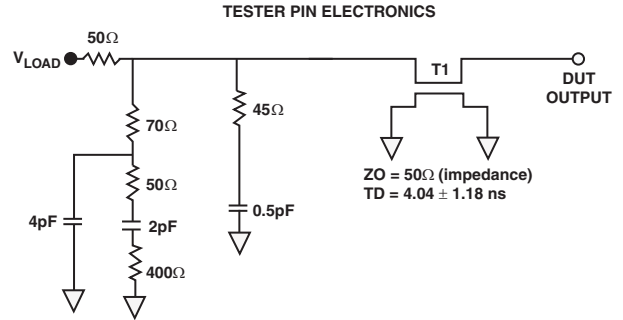 TESTER PIN ELECTRONICS
50Ω
VLOAD
T1
DUT
OUTPUT
70Ω
45Ω
50Ω
ZO = 50Ω (impedance)
TD = 4.04 ± 1.18 ns
4pF
2pF
0.5pF
400Ω